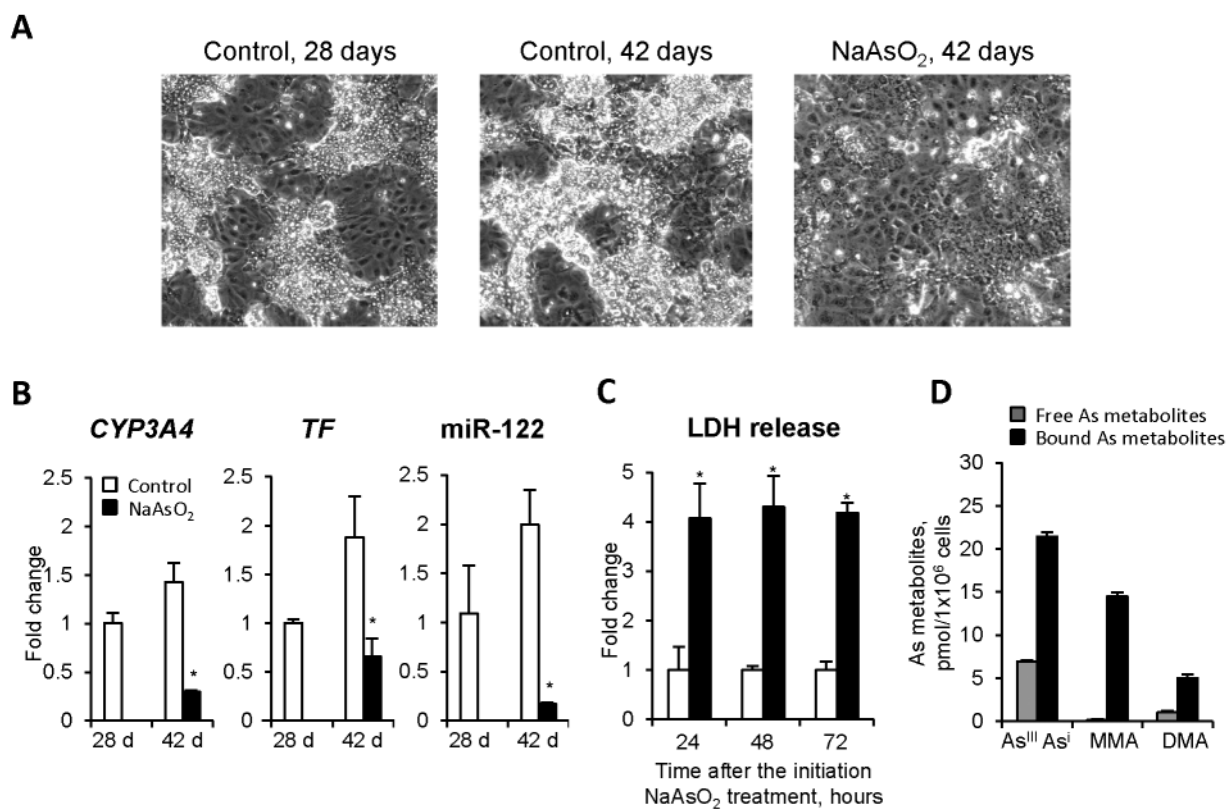 A
Control, 28 days
Control, 42 days
NaAsO₂, 42 days
B
CYP3A4
TF
miR-122
Control
NaAsO₂
Fold change
2.5
2
1.5
1
0.5
0
28 d
42 d
2.5
2
1.5
1
0.5
0
*
28 d
42 d
2.5
2
1.5
1
0.5
0
*
28 d
42 d
*
C
LDH release
Fold change
5
4
3
2
1
0
*
*
*
24
48
72
Time after the initiation
NaAsO₂ treatment, hours
D
Free As metabolites
Bound As metabolites
As metabolites,
pmol/1x10⁶ cells
30
25
20
15
10
5
0
Asᴵᴵᴵ Asⁱ
MMA
DMA